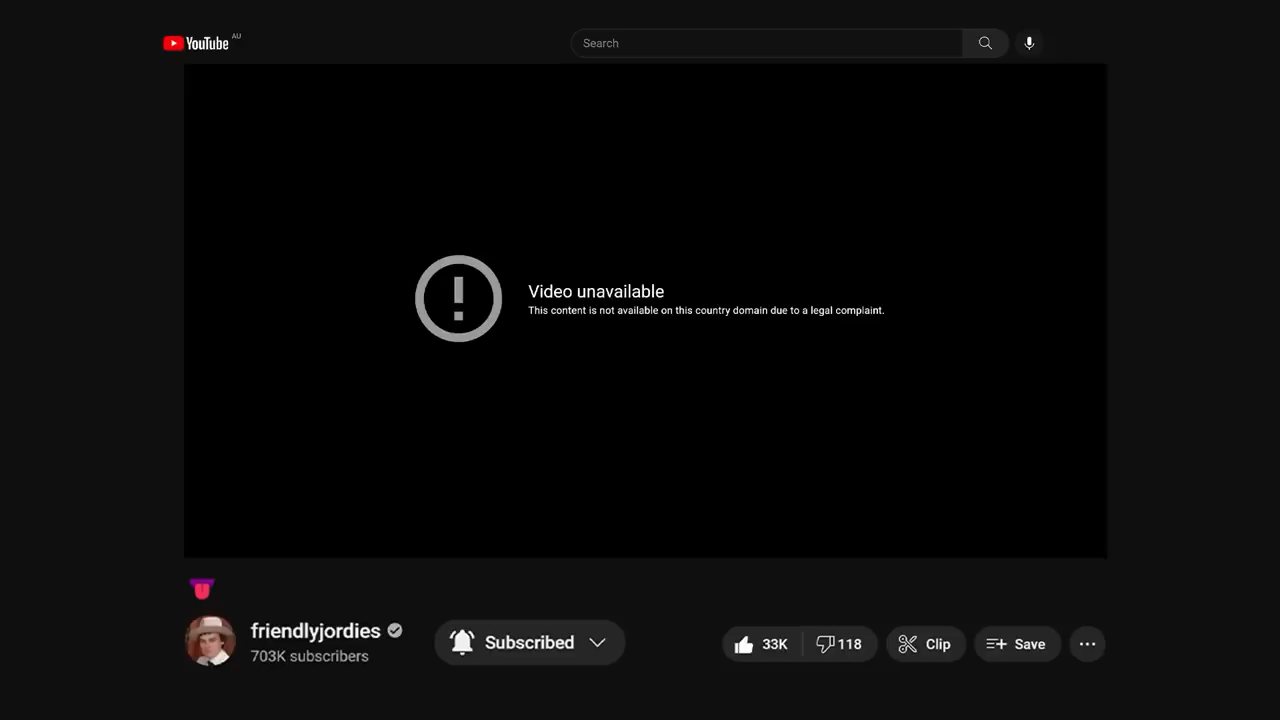 YouTube AU
Search
Video unavailable
This content is not available on this country domain due to a legal complaint.
friendlyjordies
703K subscribers
Subscribed
33K
118
Clip
Save